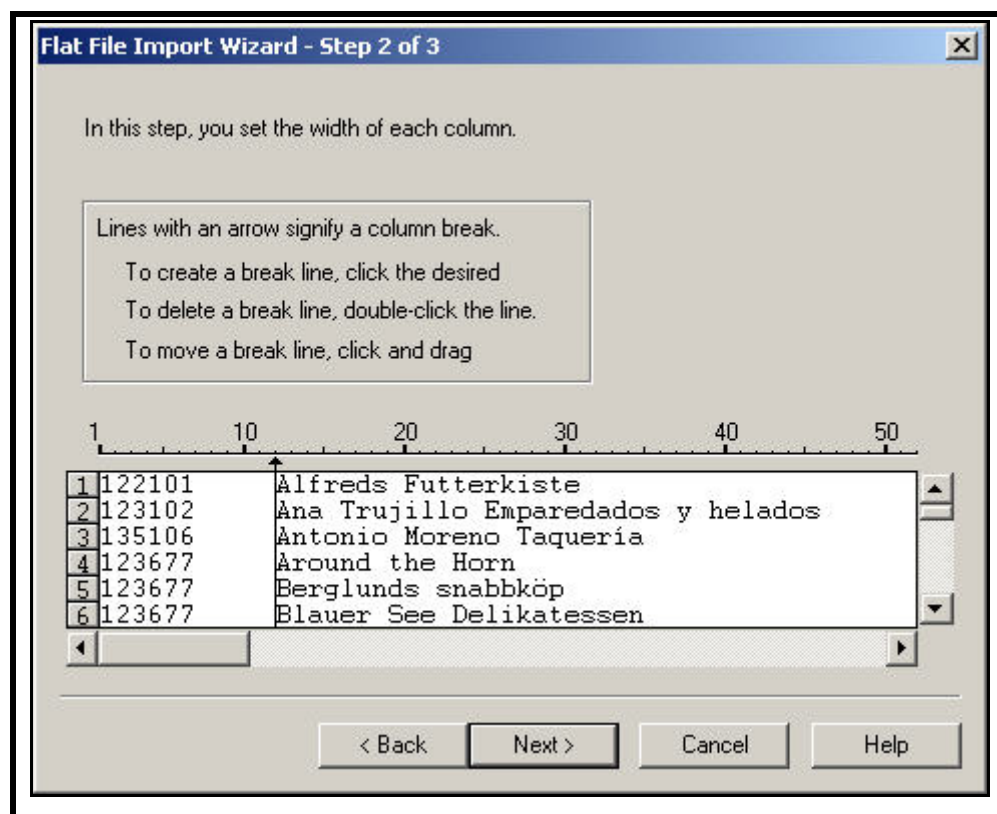 Flat File Import Wizard - Step 2 of 3
In this step, you set the width of each column.
Lines with an arrow signify a column break.
To create a break line, click the desired
To delete a break line, double-click the line.
To move a break line, click and drag
1 10 20 30 40 50
1 122101 Alfreds Futterkiste
2 123102 Ana Trujillo Emparedados y helados
3 135106 Antonio Moreno Taquería
4 123677 Around the Horn
5 123677 Berglunds snabbköp
6 123677 Blauer See Delikatessen
< Back Next > Cancel Help